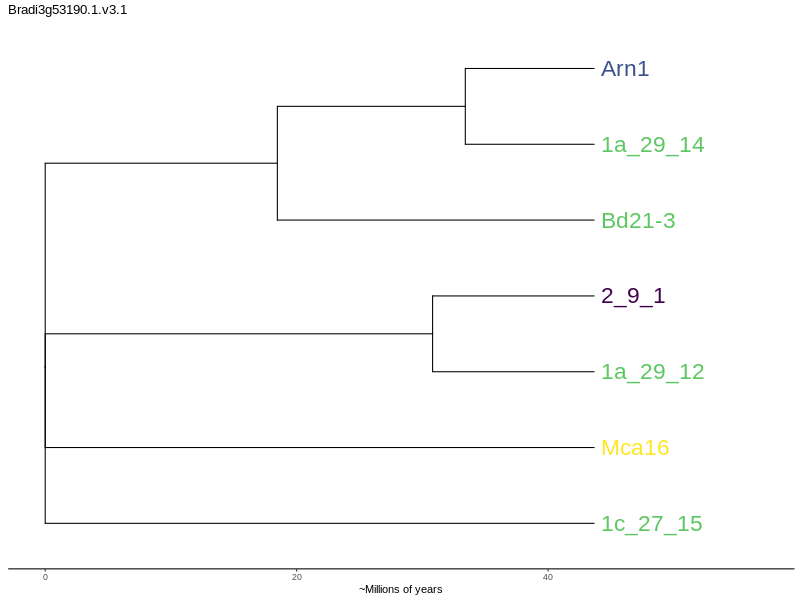 Bradi3g53190.1.v3.1
Arn1
1a_29_14
Bd21-3
2_9_1
1a_29_12
Mca16
1c_27_15
0 20 40
~Millions of years